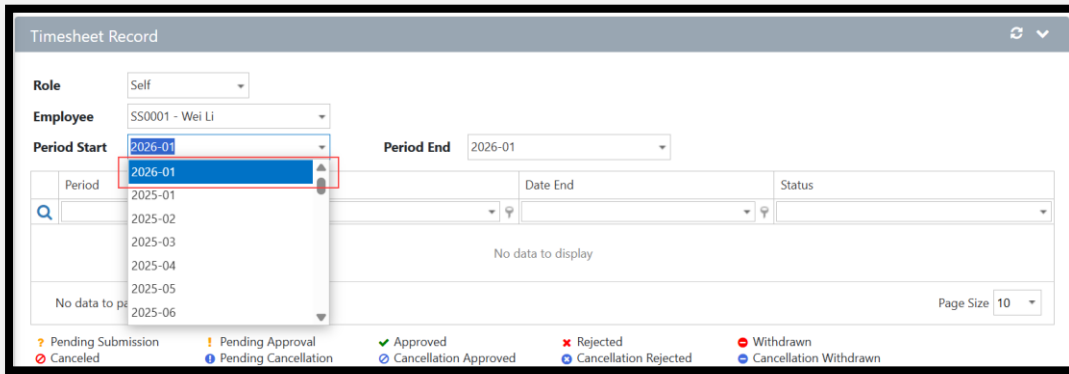 Timesheet Record
Role Self
Employee SS0001 - Wei Li
Period Start 2026-01 Period End 2026-01
2026-01
Period Date End Status
2025-01
2025-02
2025-03
No data to display
2025-04
2025-05
No data to Page Size 10
2025-06
? Pending Submission ! Pending Approval Approved Rejected Withdrawn
Canceled Pending Cancellation Cancellation Approved Cancellation Rejected Cancellation Withdrawn